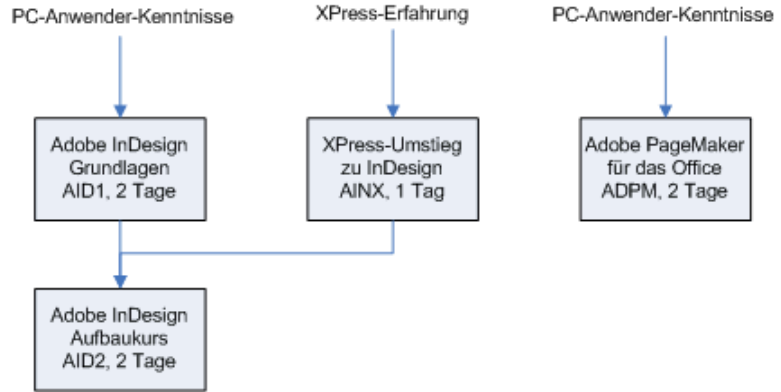 PC-Anwender-Kenntnisse
XPress-Erfahrung
PC-Anwender-Kenntnisse
Adobe InDesign
Grundlagen
AID1, 2 Tage
XPress-Umstieg
zu InDesign
AINX, 1 Tag
Adobe PageMaker
für das Office
ADPM, 2 Tage
Adobe InDesign
Aufbaukurs
AID2, 2 Tage